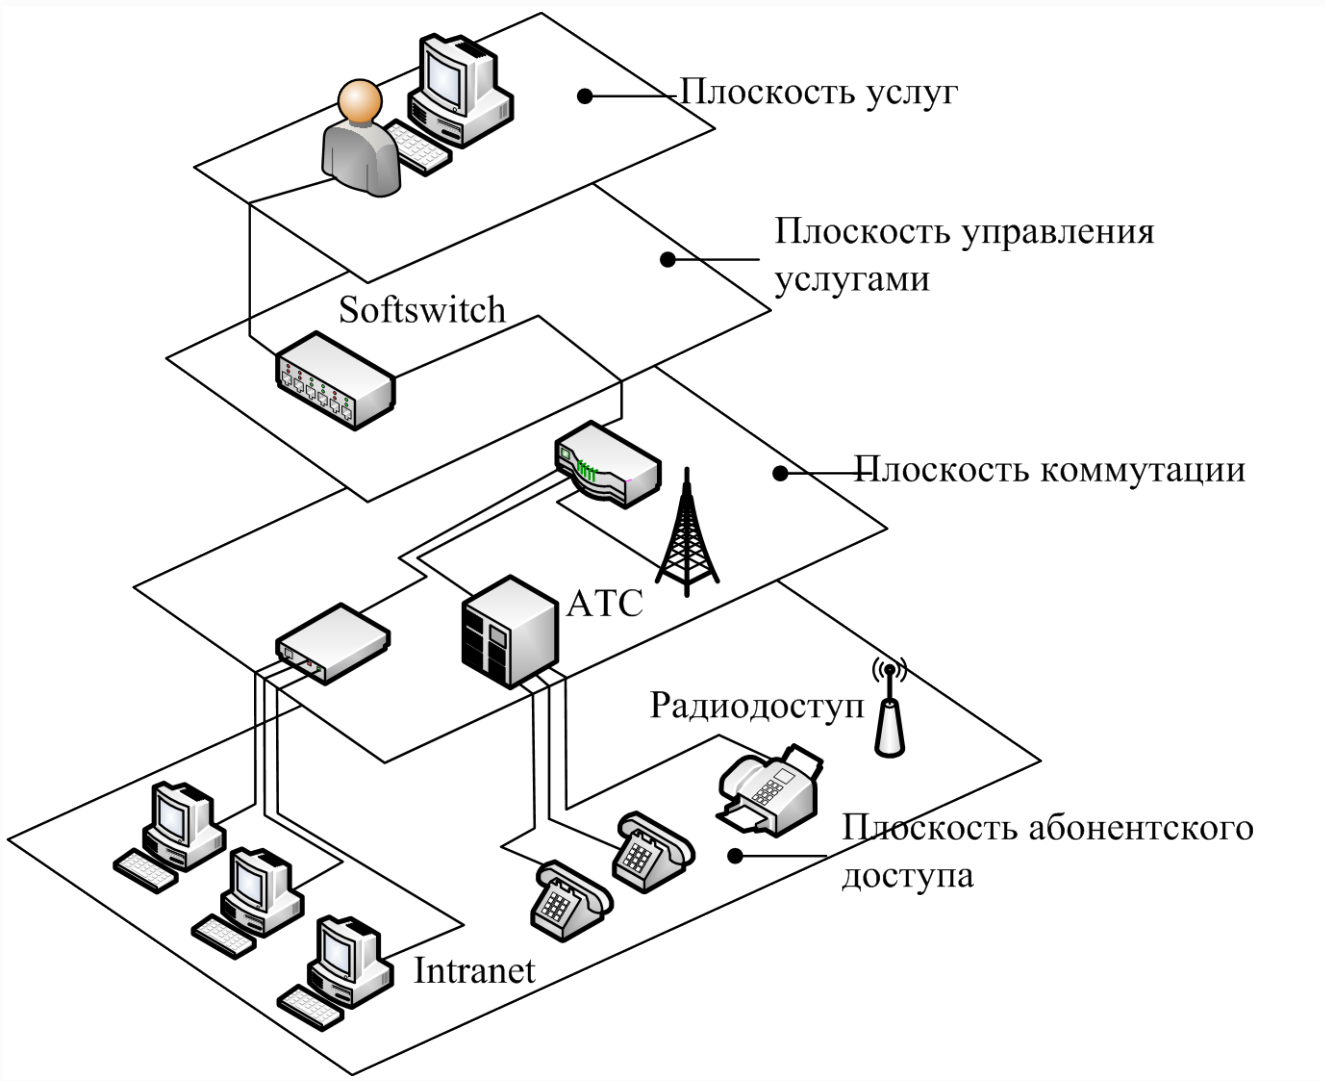 Плоскость услуг
Плоскость управления
услугами
Softswitch
Плоскость коммутации
АТС
Радиодоступ
Плоскость абонентского
доступа
Intranet